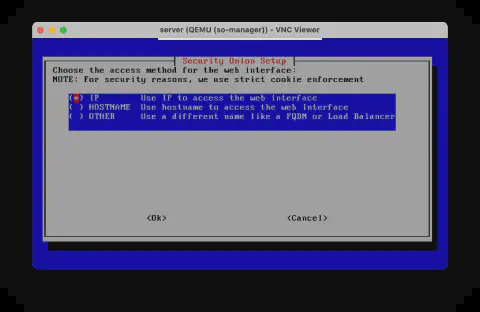 server (QEMU (so-manager)) - VNC Viewer
Security Onion Setup
Choose the access method for the web interface:
NOTE: For security reasons, we use strict cookie enforcement
(*) IP Use IP to access the web interface
( ) HOSTNAME Use hostname to access the web interface
( ) OTHER Use a different name like a FQDN or Load Balancer
<Ok> <Cancel>